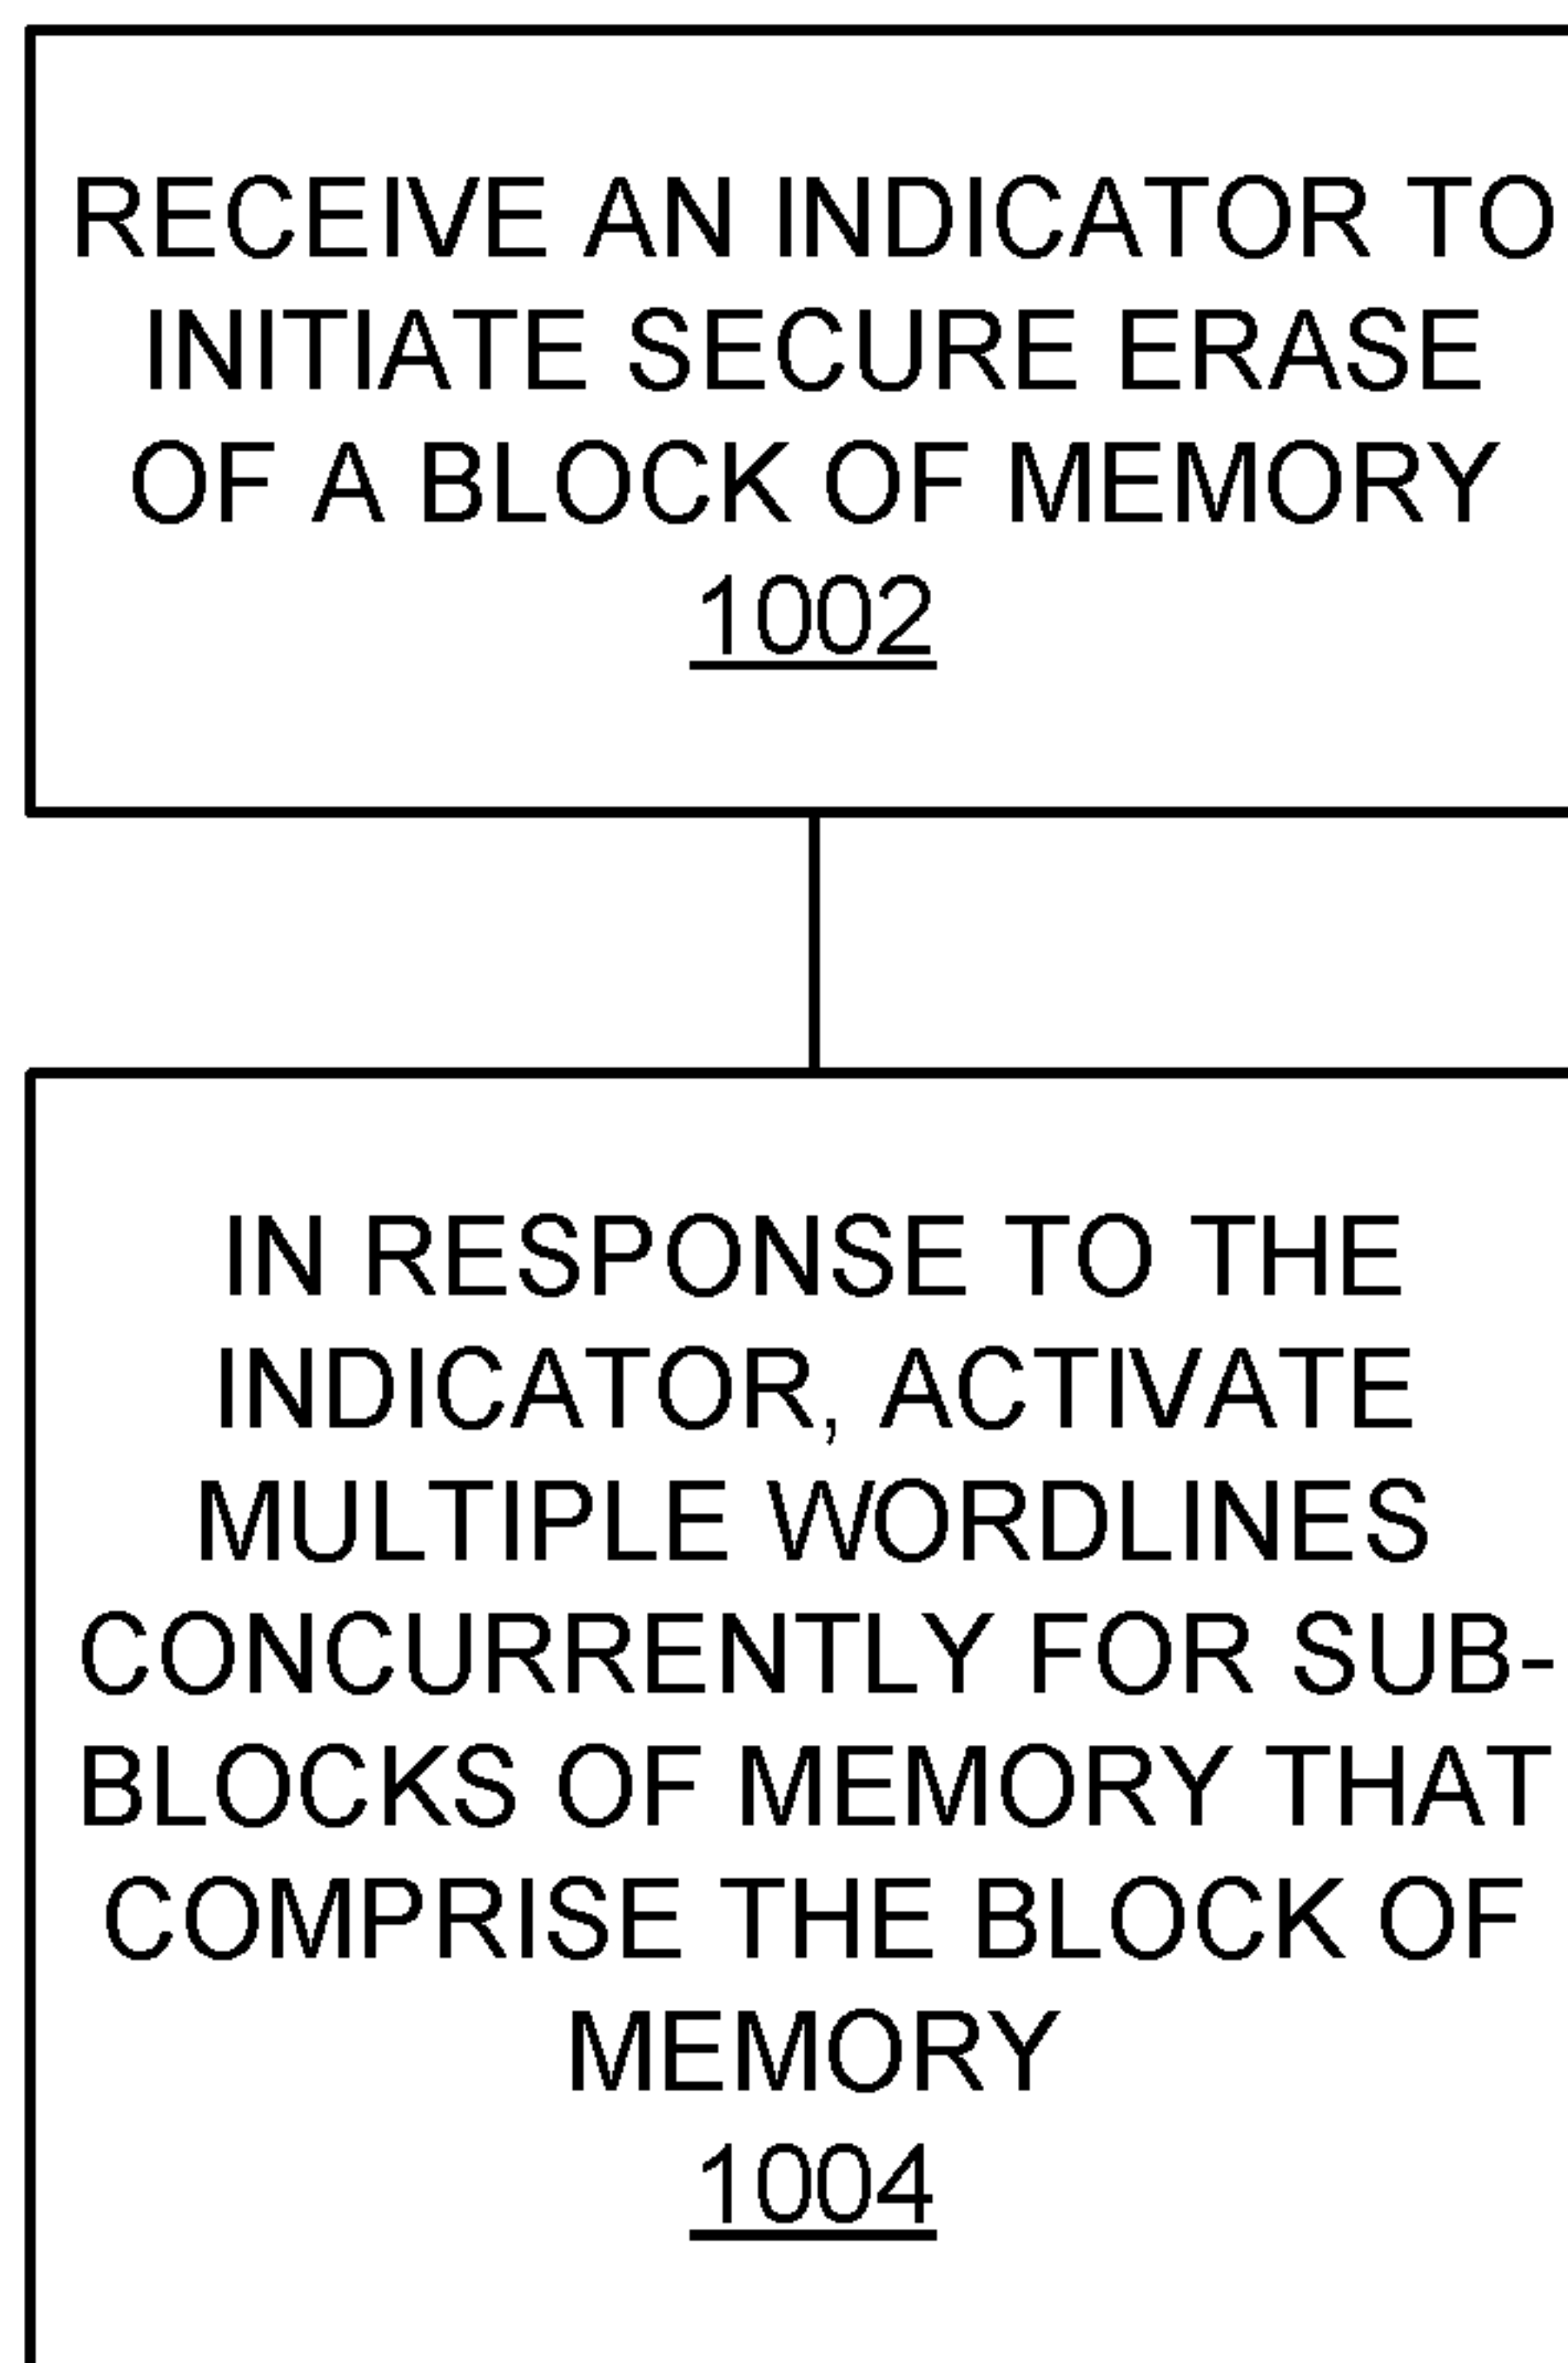 RECEIVE AN INDICATOR TO
INITIATE SECURE ERASE
OF A BLOCK OF MEMORY
1002
IN RESPONSE TO THE
INDICATOR, ACTIVATE
MULTIPLE WORDLINES
CONCURRENTLY FOR SUB-
BLOCKS OF MEMORY THAT
COMPRISE THE BLOCK OF
MEMORY
1004